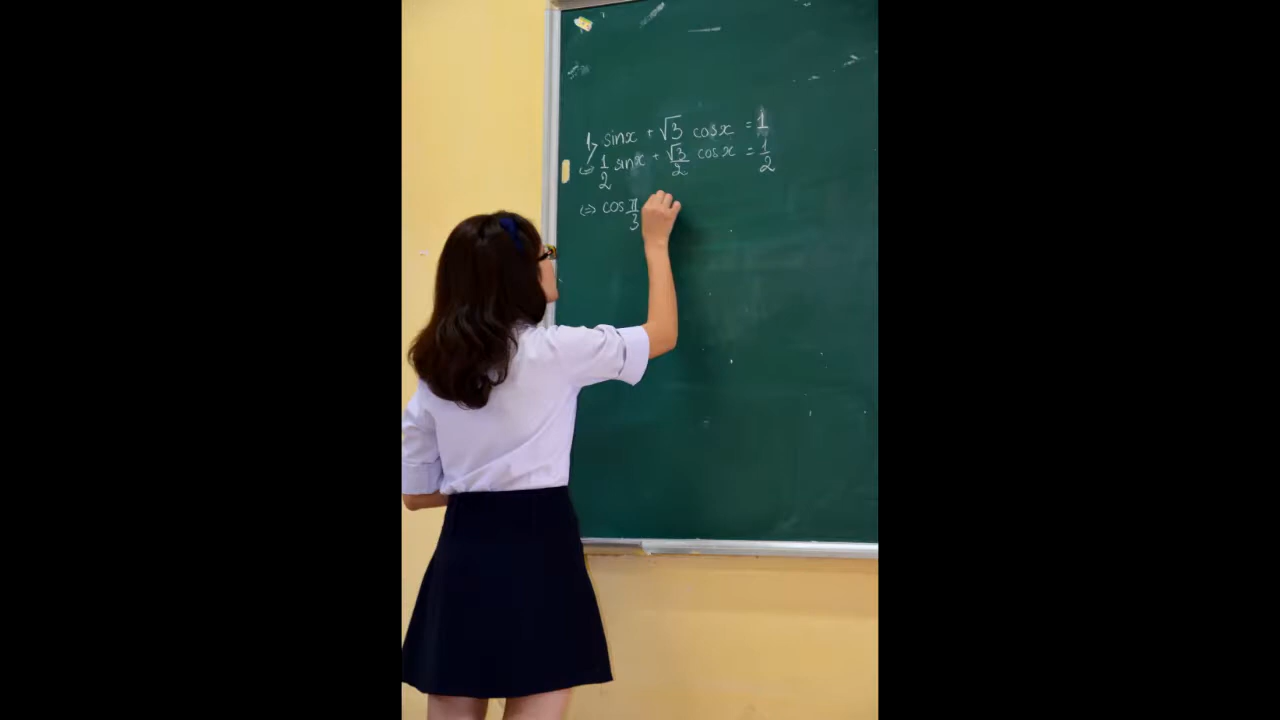 1, sinx + √3 cosx = 1
⇔ 1/2 sinx + √3/2 cosx = 1/2
⇔ cos π/3